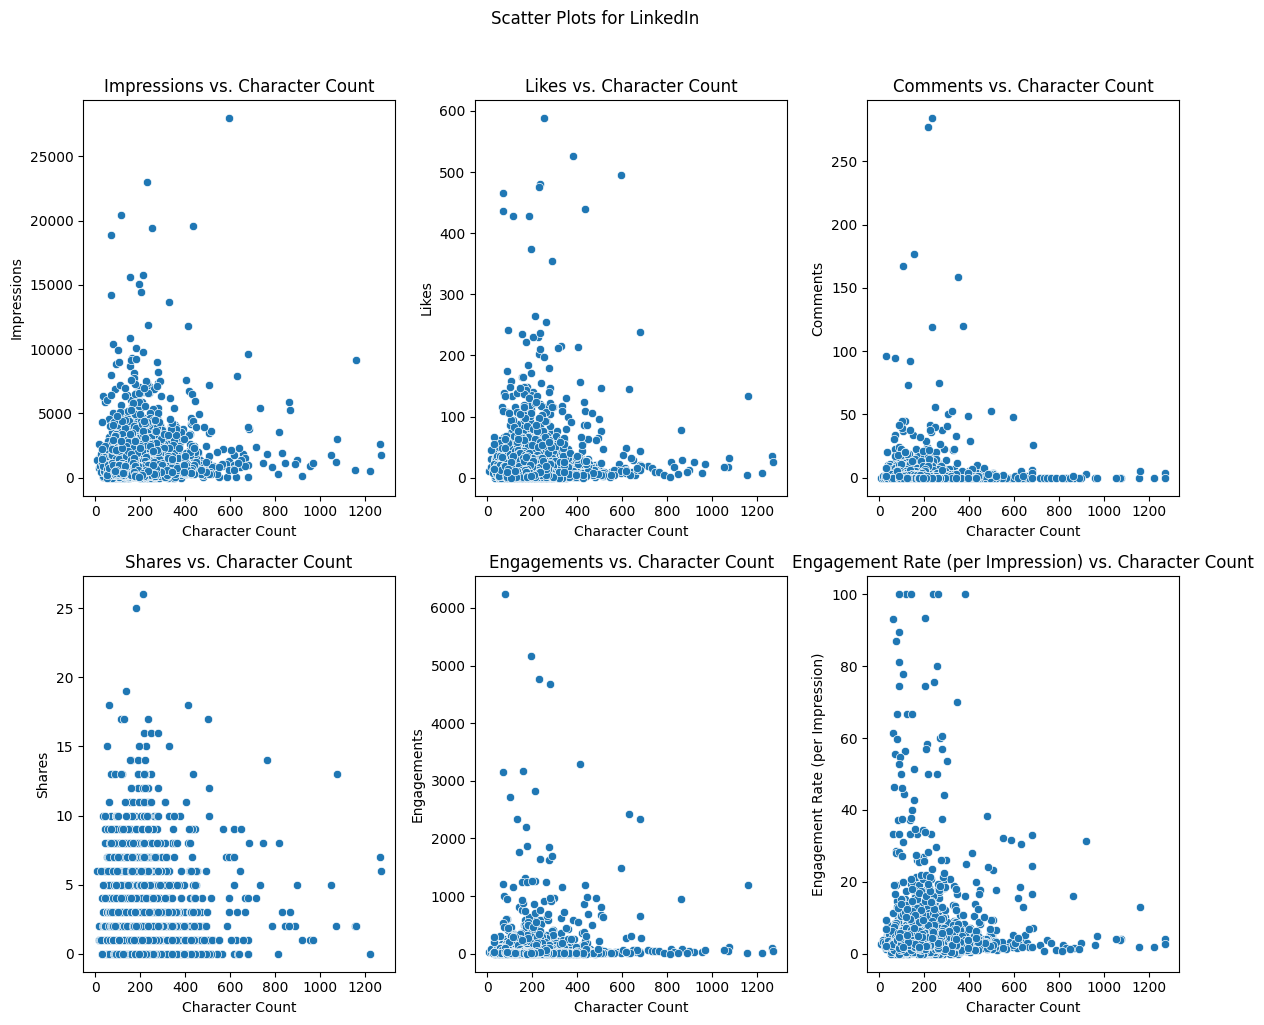 Scatter Plots for LinkedIn
Impressions vs. Character Count
Impressions
25000
20000
15000
10000
5000
0
0 200 400 600 800 1000 1200
Character Count
Likes vs. Character Count
Likes
600
500
400
300
200
100
0
0 200 400 600 800 1000 1200
Character Count
Comments vs. Character Count
Comments
250
200
150
100
50
0
0 200 400 600 800 1000 1200
Character Count
Shares vs. Character Count
Shares
25
20
15
10
5
0
0 200 400 600 800 1000 1200
Character Count
Engagements vs. Character Count
Engagements
6000
5000
4000
3000
2000
1000
0
0 200 400 600 800 1000 1200
Character Count
Engagement Rate (per Impression) vs. Character Count
Engagement Rate (per Impression)
100
80
60
40
20
0
0 200 400 600 800 1000 1200
Character Count